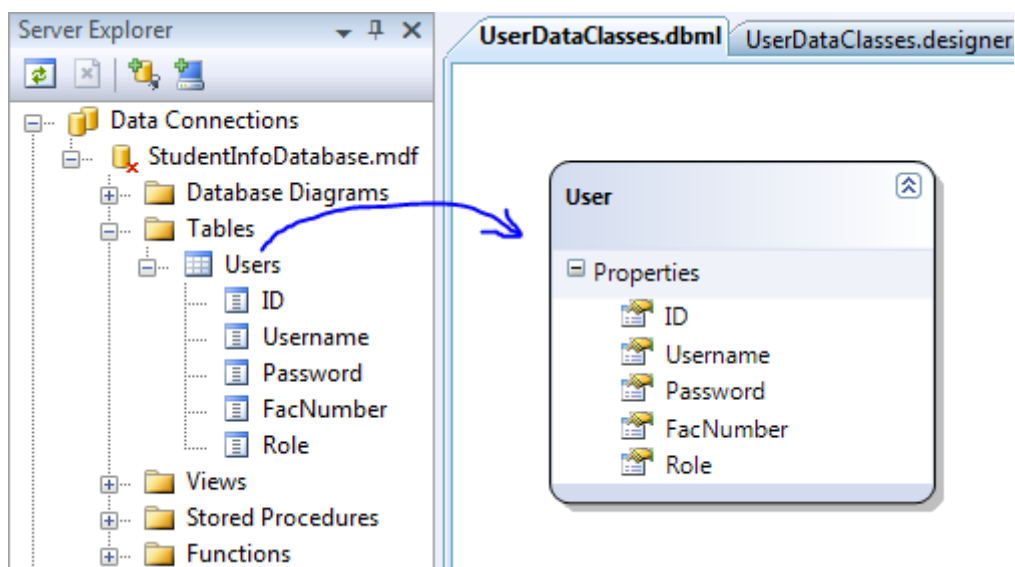 Server Explorer
Data Connections
StudentInfoDatabase.mdf
Database Diagrams
Tables
Users
ID
Username
Password
FacNumber
Role
Views
Stored Procedures
Functions
UserDataClasses.dbml
UserDataClasses.designer
User
Properties
ID
Username
Password
FacNumber
Role